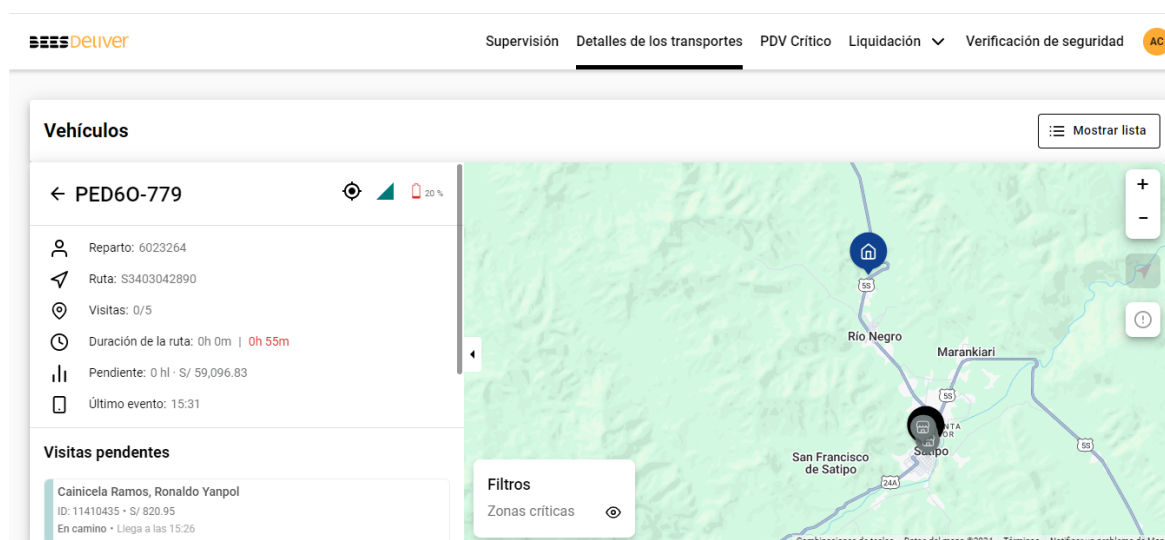 BEES Deliver
Supervisión Detalles de los transportes PDV Crítico Liquidación Verificación de seguridad AC
Vehículos
Mostrar lista
PED6O-779
20 %
Reparto: 6023264
Ruta: S3403042890
Visitas: 0/5
Duración de la ruta: 0h 0m | 0h 55m
Pendiente: 0 hl · S/ 59,096.83
Último evento: 15:31
Visitas pendentes
Cainicela Ramos, Ronaldo Yanpol
ID: 11410435 • S/ 820.95
En camino • Llega a las 15:26
+
−
5S
Río Negro
Marankiari
5S
5S
San Francisco
de Satipo
Satipo
24A
Filtros
Zonas críticas